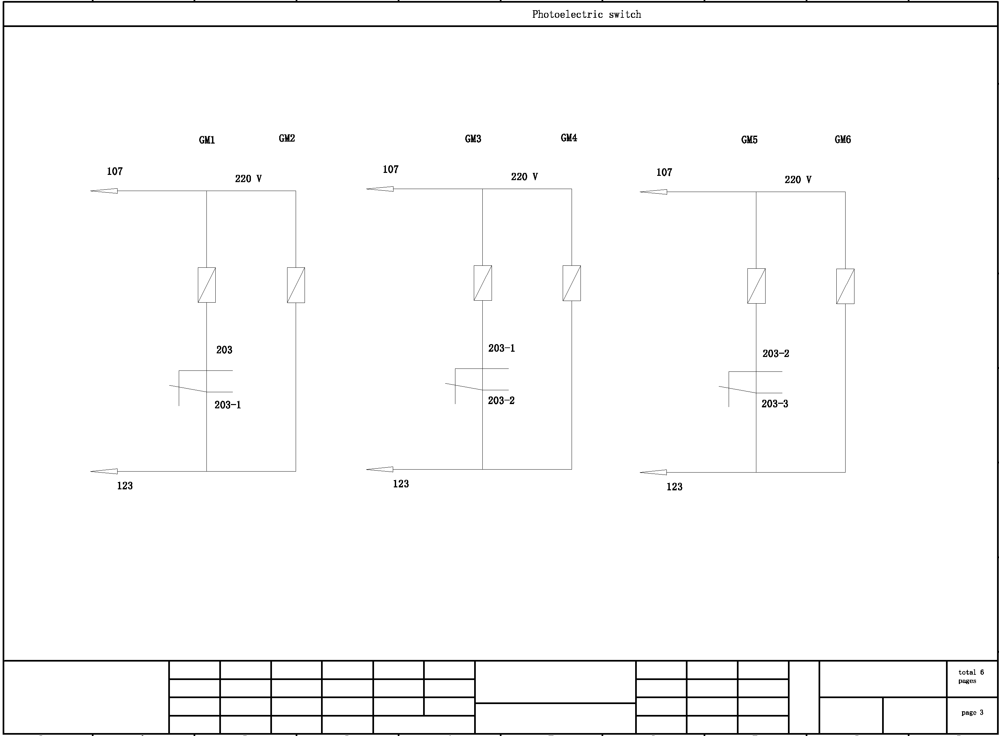 Photoelectric switch
GM1
GM2
GM3
GM4
GM5
GM6
107
220 V
107
220 V
107
220 V
203
203-1
203-2
203-1
203-2
203-3
123
123
123
total 6
pages
page 3